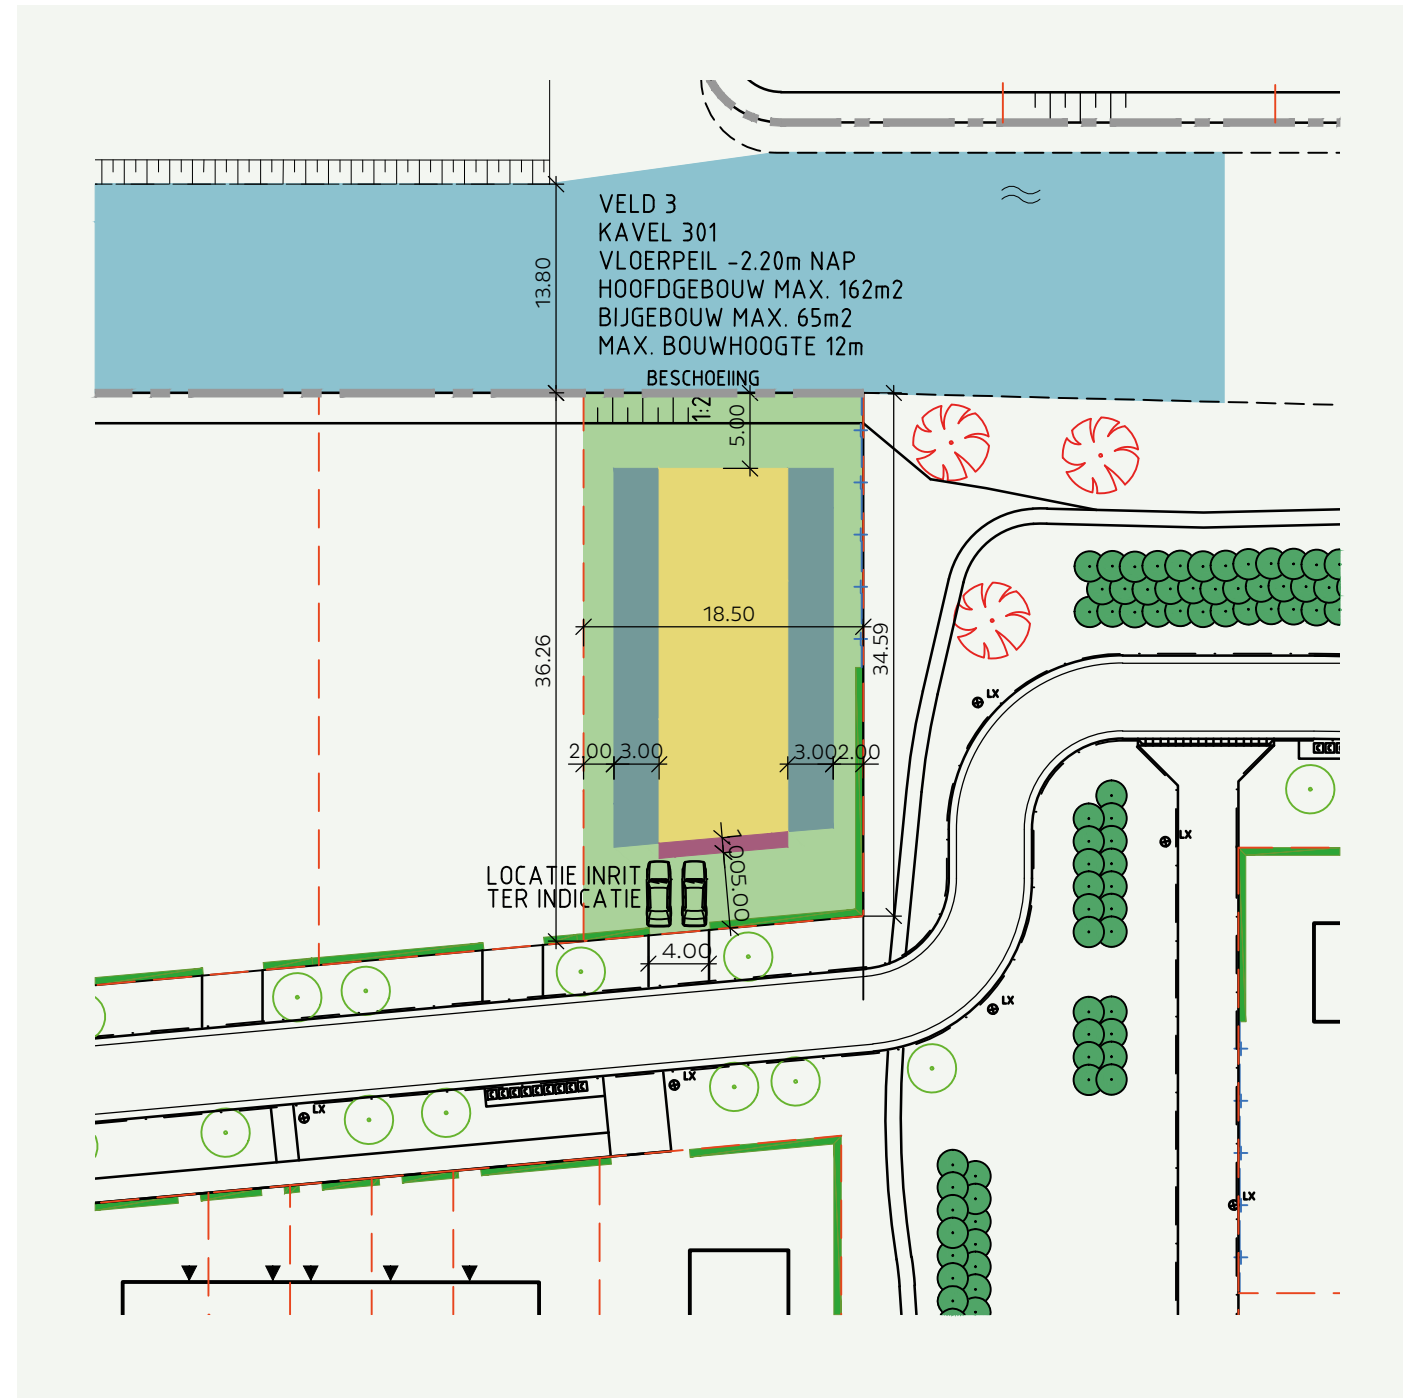 VELD 3
KAVEL 301
VLOERPEIL -2.20m NAP
HOOFDGEBOUW MAX. 162m2
BIJGEBOUW MAX. 65m2
MAX. BOUWHOOGTE 12m
13.80
BESCHOEIING
1:2
5.00
18.50
36.26
34.59
2.00
3.00
3.00
2.00
1.00
5.00
LOCATIE INRIT
TER INDICATIE
4.00
LX
LX
LX
LX
LX
LX